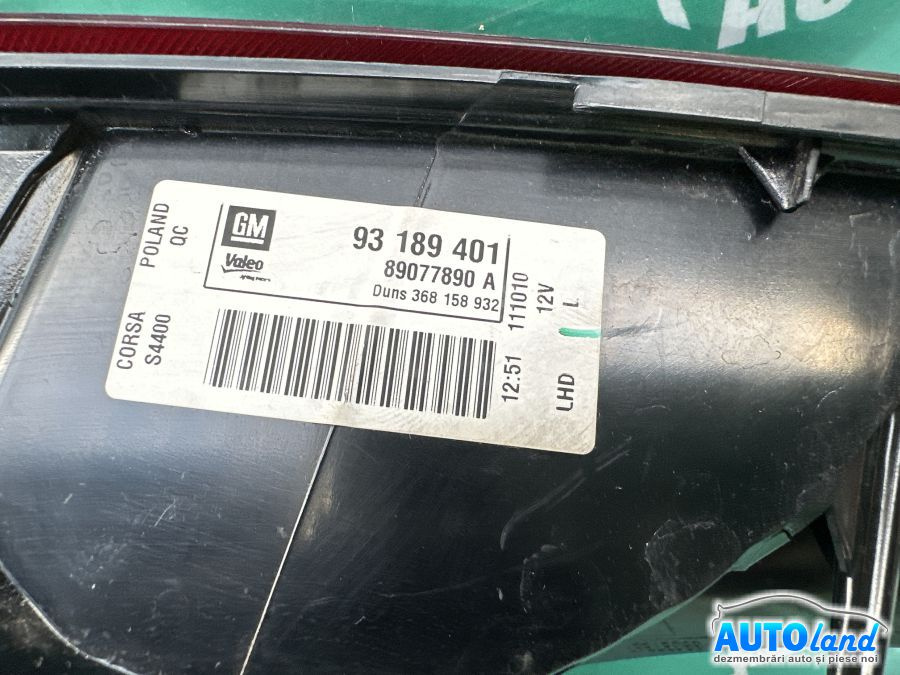 AU
POLAND
QC
CORSA
S4400
GM
Valeo
93 189 401
89077890 A
Duns 368 158 932
111010
12:51
12V
L
LHD
AUTOland
dezmembrări auto și piese noi